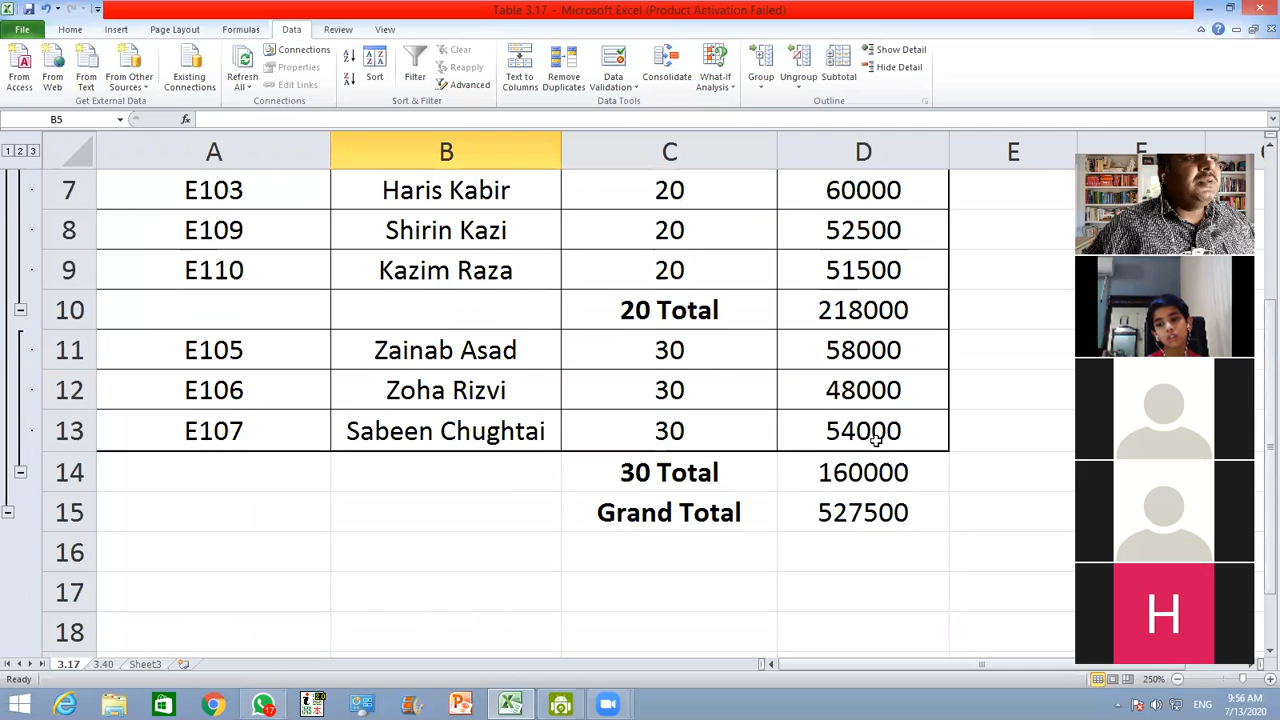 Table 3.17 - Microsoft Excel (Product Activation Failed)
File Home Insert Page Layout Formulas Data Review View
From Access From Web From Text From Other Sources Existing Connections Refresh All Connections Properties Edit Links Sort Filter Clear Reapply Advanced Text to Columns Remove Duplicates Data Validation Consolidate What-If Analysis Group Ungroup Subtotal Show Detail Hide Detail
Get External Data Connections Sort & Filter Data Tools Outline
B5 fx
1 2 3 A B C D E F
7 E103 Haris Kabir 20 60000
8 E109 Shirin Kazi 20 52500
9 E110 Kazim Raza 20 51500
10 20 Total 218000
11 E105 Zainab Asad 30 58000
12 E106 Zoha Rizvi 30 48000
13 E107 Sabeen Chughtai 30 54000
14 30 Total 160000
15 Grand Total 527500
16
17
18
H
3.17 3.40 Sheet3
Ready 250%
17 ENG 9:56 AM
7/13/2020